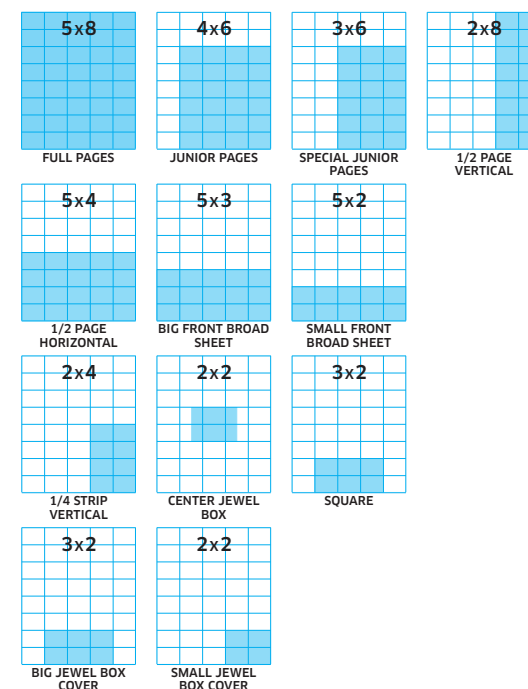 5x8
4x6
3x6
2x8
FULL PAGES
JUNIOR PAGES
SPECIAL JUNIOR
PAGES
1/2 PAGE
VERTICAL
5x4
5x3
5x2
1/2 PAGE
HORIZONTAL
BIG FRONT BROAD
SHEET
SMALL FRONT
BROAD SHEET
2x4
2x2
3x2
1/4 STRIP
VERTICAL
CENTER JEWEL
BOX
SQUARE
3x2
2x2
BIG JEWEL BOX
COVER
SMALL JEWEL
BOX COVER